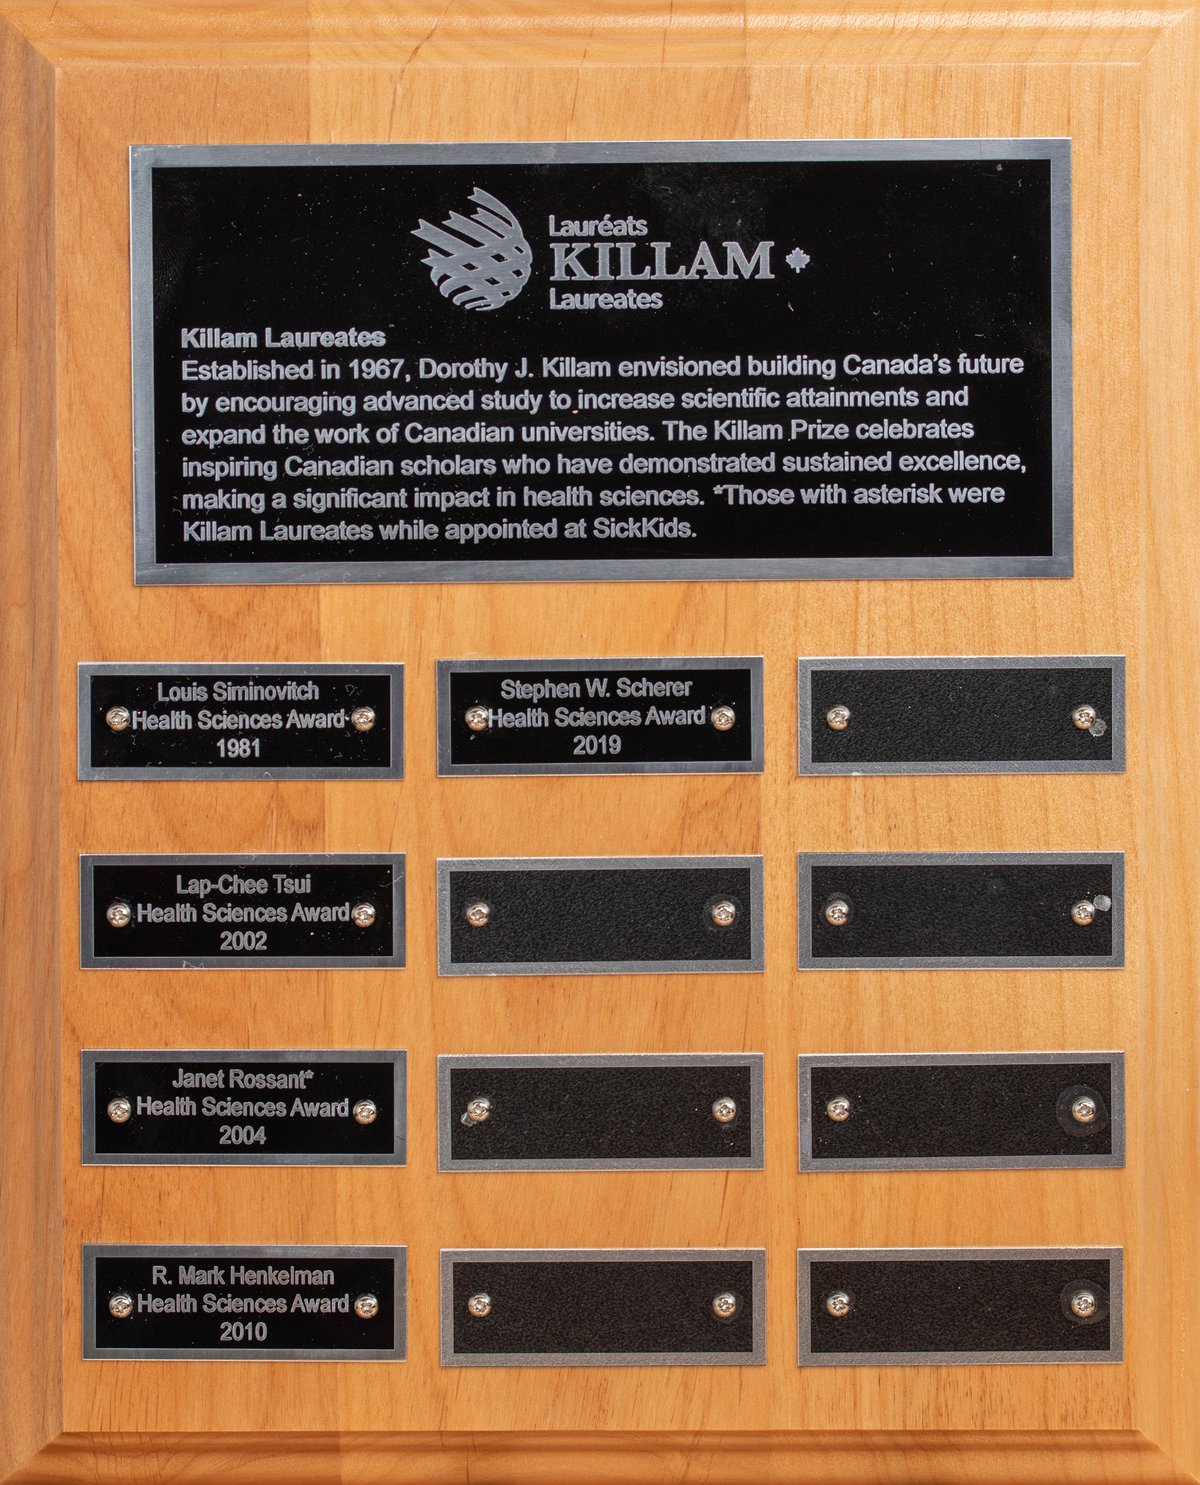 Lauréats
KILLAM
Laureates
Killam Laureates
Established in 1967, Dorothy J. Killam envisioned building Canada's future
by encouraging advanced study to increase scientific attainments and
expand the work of Canadian universities. The Killam Prize celebrates
inspiring Canadian scholars who have demonstrated sustained excellence,
making a significant impact in health sciences. *Those with asterisk were
Killam Laureates while appointed at SickKids.
Louis Siminovitch
Health Sciences Award
1981
Stephen W. Scherer
Health Sciences Award
2019
Lap-Chee Tsui
Health Sciences Award
2002
Janet Rossant*
Health Sciences Award
2004
R. Mark Henkelman
Health Sciences Award
2010